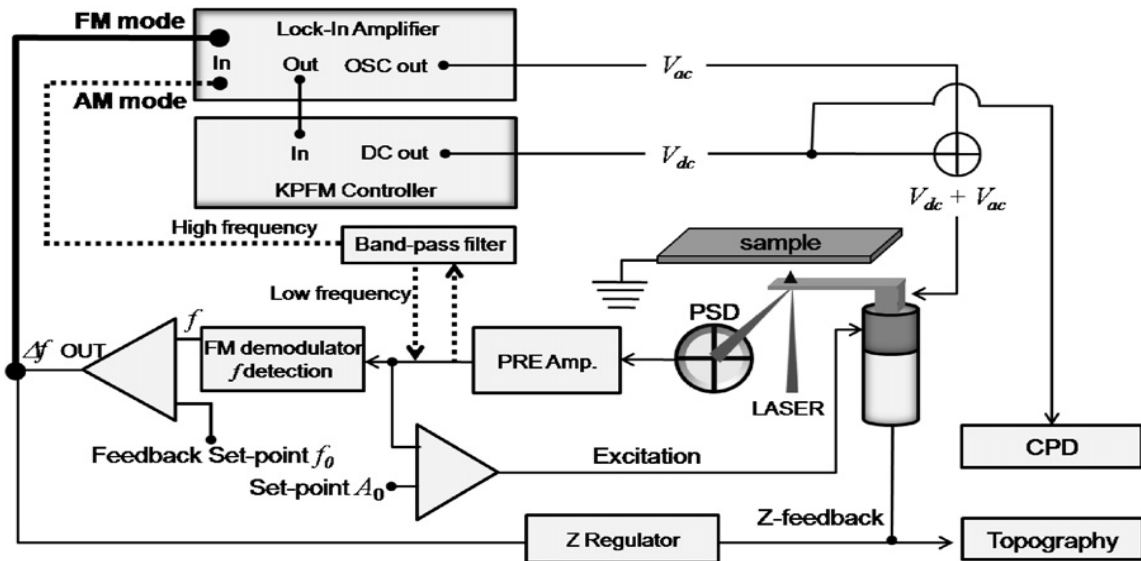 FM mode
Lock-In Amplifier
In
Out
OSC out
V_ac
AM mode
In
DC out
V_dc
KPFM Controller
V_dc + V_ac
High frequency
Band-pass filter
sample
Low frequency
PSD
f
Δf OUT
FM demodulator
f detection
PRE Amp.
LASER
Feedback Set-point f_0
Excitation
CPD
Set-point A_0
Z-feedback
Z Regulator
Topography